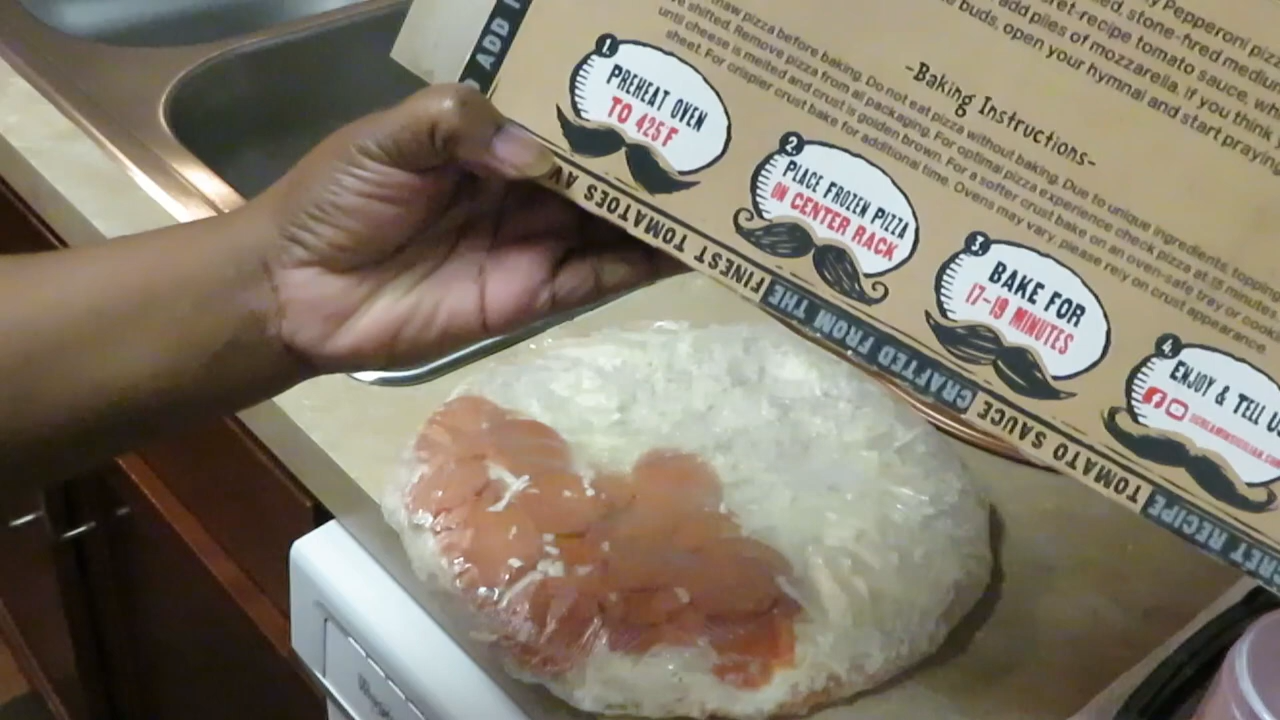 y Pepperoni pizz
ed, stone-fired medium
ret-recipe tomato sauce, wh
add piles of mozzarella. If you think
e buds, open your hymnal and start praying
-Baking Instructions-
haw pizza before baking. Do not eat pizza without baking. Due to unique ingredients, topping
e shifted. Remove pizza from all packaging. For optimal pizza experience check pizza at 15 minutes
until cheese is melted and crust is golden brown. For a softer crust bake on an oven-safe tray or cook
sheet. For crispier crust bake for additional time. Ovens may vary, please rely on crust appearance.
1.
PREHEAT OVEN
TO 425°F
2.
PLACE FROZEN PIZZA
ON CENTER RACK
3.
BAKE FOR
17-19 MINUTES
4.
ENJOY & TELL US
ADD
CRET RECIPE TOMATO SAUCE CRAFTED FROM THE FINEST TOMATOES AV